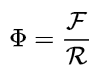 Φ = ℱ / ℛ